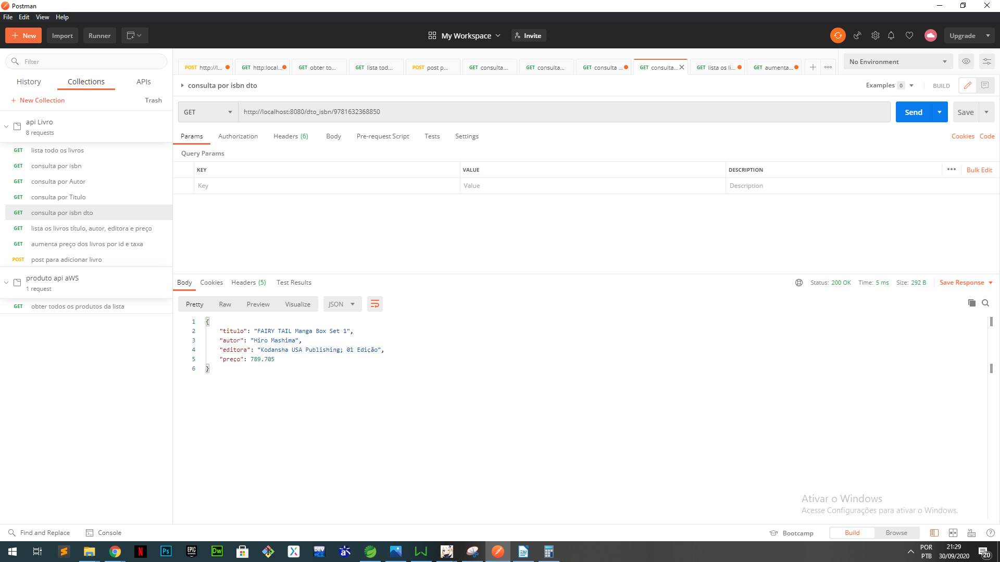 Postman
File Edit View Help
New Import Runner My Workspace Invite Upgrade
Filter
History Collections APIs
New Collection Trash
api Livro
8 requests
GET lista todo os livros
GET consulta por isbn
GET consulta por Autor
GET consulta por Titulo
GET consulta por isbn dto
GET lista os livros título, autor, editora e preço
GET aumenta preço dos livros por id e taxa
POST post para adicionar livro
produto api aWS
1 request
GET obter todos os produtos da lista
POST http://l... GET http:local... GET obter to... GET lista tod... POST post p... GET consulta... GET consulta... GET consulta ... GET consulta... GET lista os li... GET aumenta... No Environment
consulta por isbn dto Examples 0 BUILD
GET http://localhost:8080/dto_isbn/9781632368850 Send Save
Params Authorization Headers (6) Body Pre-request Script Tests Settings Cookies Code
Query Params
KEY VALUE DESCRIPTION Bulk Edit
Key Value Description
Body Cookies Headers (5) Test Results Status: 200 OK Time: 5 ms Size: 292 B Save Response
Pretty Raw Preview Visualize JSON
1 {
2 "titulo": "FAIRY TAIL Manga Box Set 1",
3 "autor": "Hiro Mashima",
4 "editora": "Kodansha USA Publishing; 01 Edição",
5 "preço": 789.705
6 }
Ativar o Windows
Acesse Configurações para ativar o Windows.
Find and Replace Console Bootcamp Build Browse
N Ps EPIC GAMES Dw DEV POR PTB 21:29 30/09/2020 20